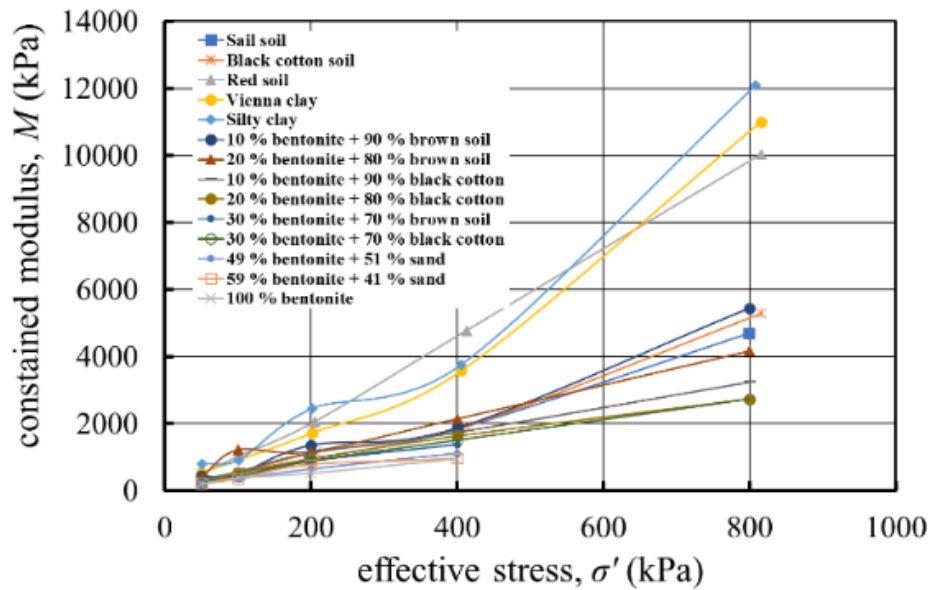 14000
12000
10000
8000
6000
4000
2000
0
constained modulus, M (kPa)
Sail soil
Black cotton soil
Red soil
Vienna clay
Silty clay
10 % bentonite + 90 % brown soil
20 % bentonite + 80 % brown soil
10 % bentonite + 90 % black cotton
20 % bentonite + 80 % black cotton
30 % bentonite + 70 % brown soil
30 % bentonite + 70 % black cotton
49 % bentonite + 51 % sand
59 % bentonite + 41 % sand
100 % bentonite
0 200 400 600 800 1000
effective stress, σ′ (kPa)